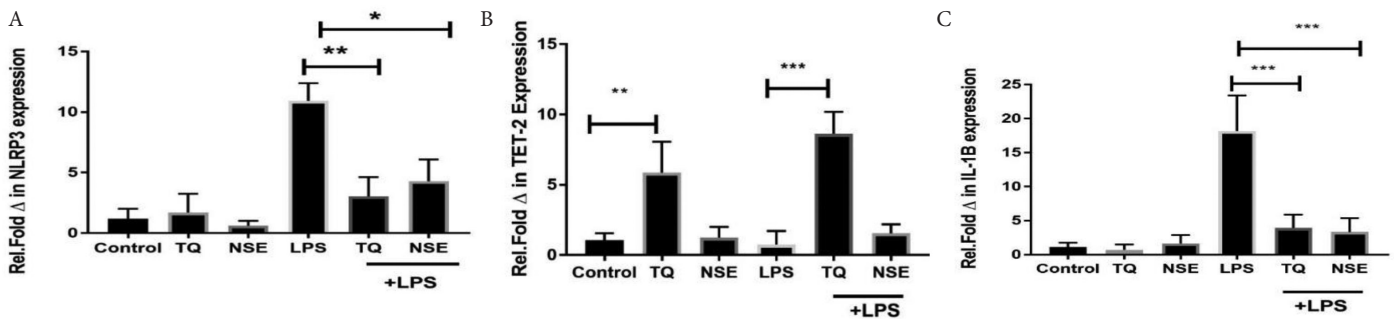 A
Rel.Fold Δ in NLRP3 expression
15
10
5
0
*
**
Control TQ NSE LPS TQ NSE
+LPS
B
Rel.Fold Δ in TET-2 Expression
15
10
5
0
**
***
Control TQ NSE LPS TQ NSE
+LPS
C
Rel.Fold Δ in IL-1B expression
25
20
15
10
5
0
***
***
Control TQ NSE LPS TQ NSE
+LPS